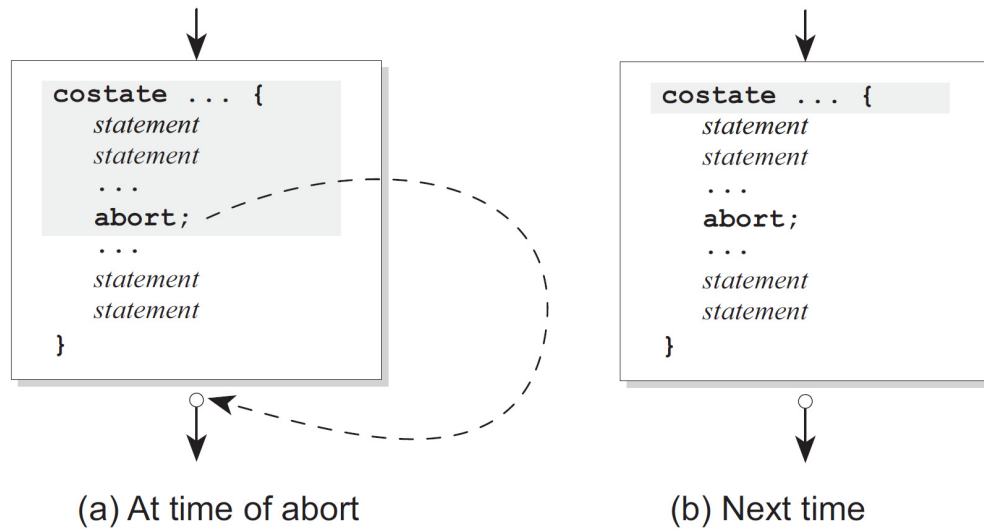 costate ... {
statement
statement
...
abort;
...
statement
statement
}
(a) At time of abort
costate ... {
statement
statement
...
abort;
...
statement
statement
}
(b) Next time